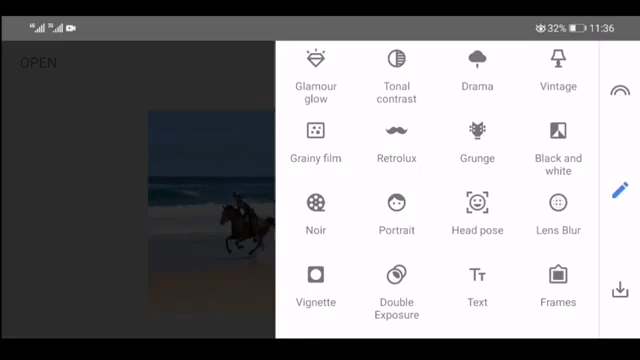 32% 11:36
OPEN
Glamour glow
Tonal contrast
Drama
Vintage
Grainy film
Retrolux
Grunge
Black and white
Noir
Portrait
Head pose
Lens Blur
Vignette
Double Exposure
Text
Frames